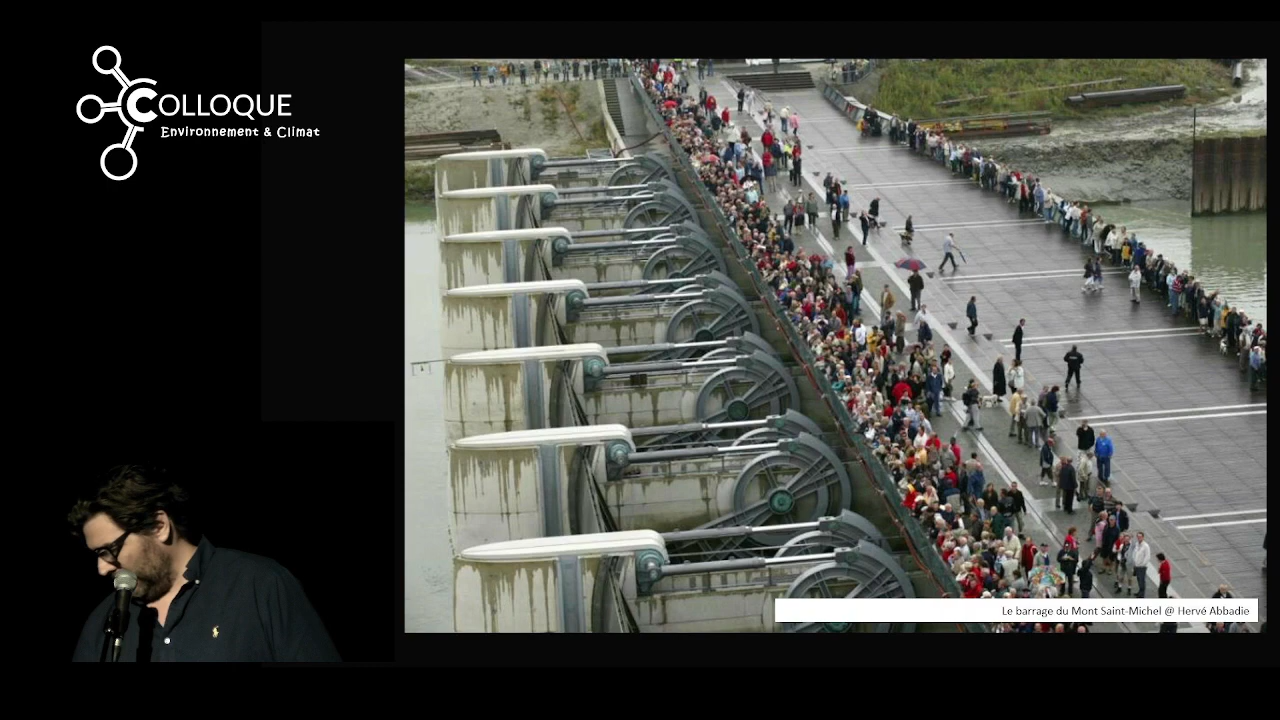 COLLOQUE
Environnement & Climat
Le barrage du Mont Saint-Michel @ Hervé Abbadie